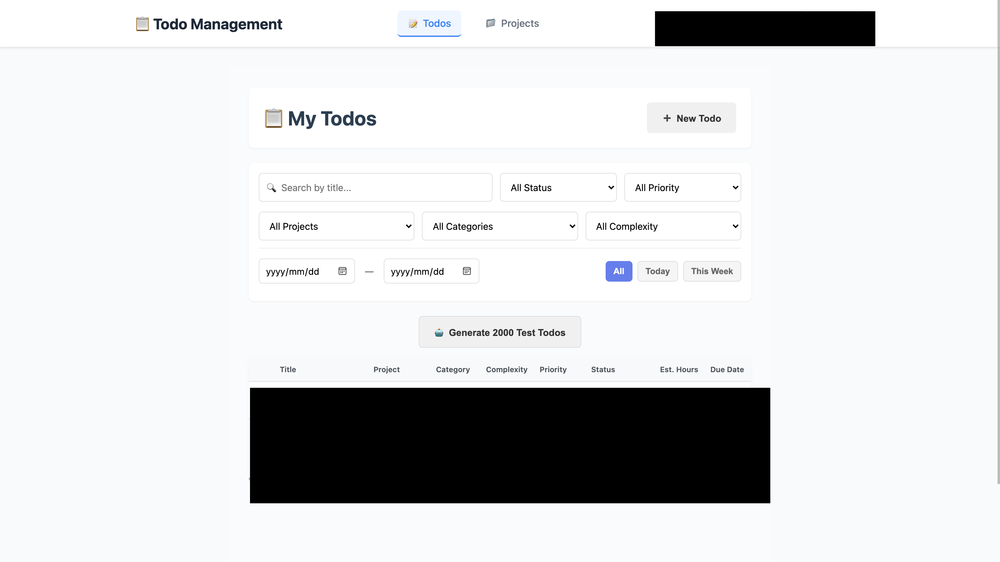 📋 Todo Management
📝 Todos
📁 Projects
📋 My Todos
+ New Todo
🔍 Search by title...
All Status
All Priority
All Projects
All Categories
All Complexity
yyyy/mm/dd — yyyy/mm/dd
All Today This Week
🤖 Generate 2000 Test Todos
Title Project Category Complexity Priority Status Est. Hours Due Date